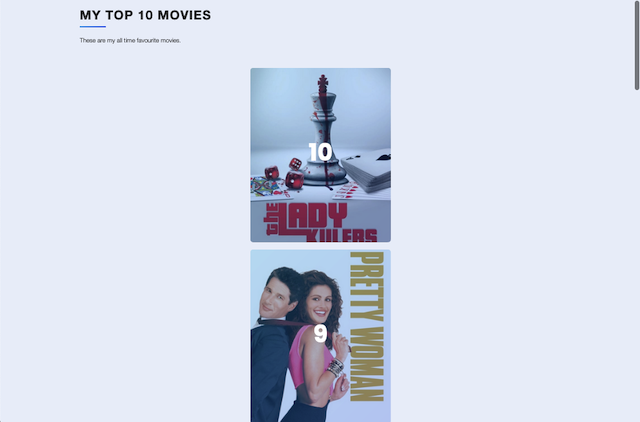 MY TOP 10 MOVIES
These are my all time favourite movies.
10
the LADY
KILLERS
PRETTY WOMAN
9